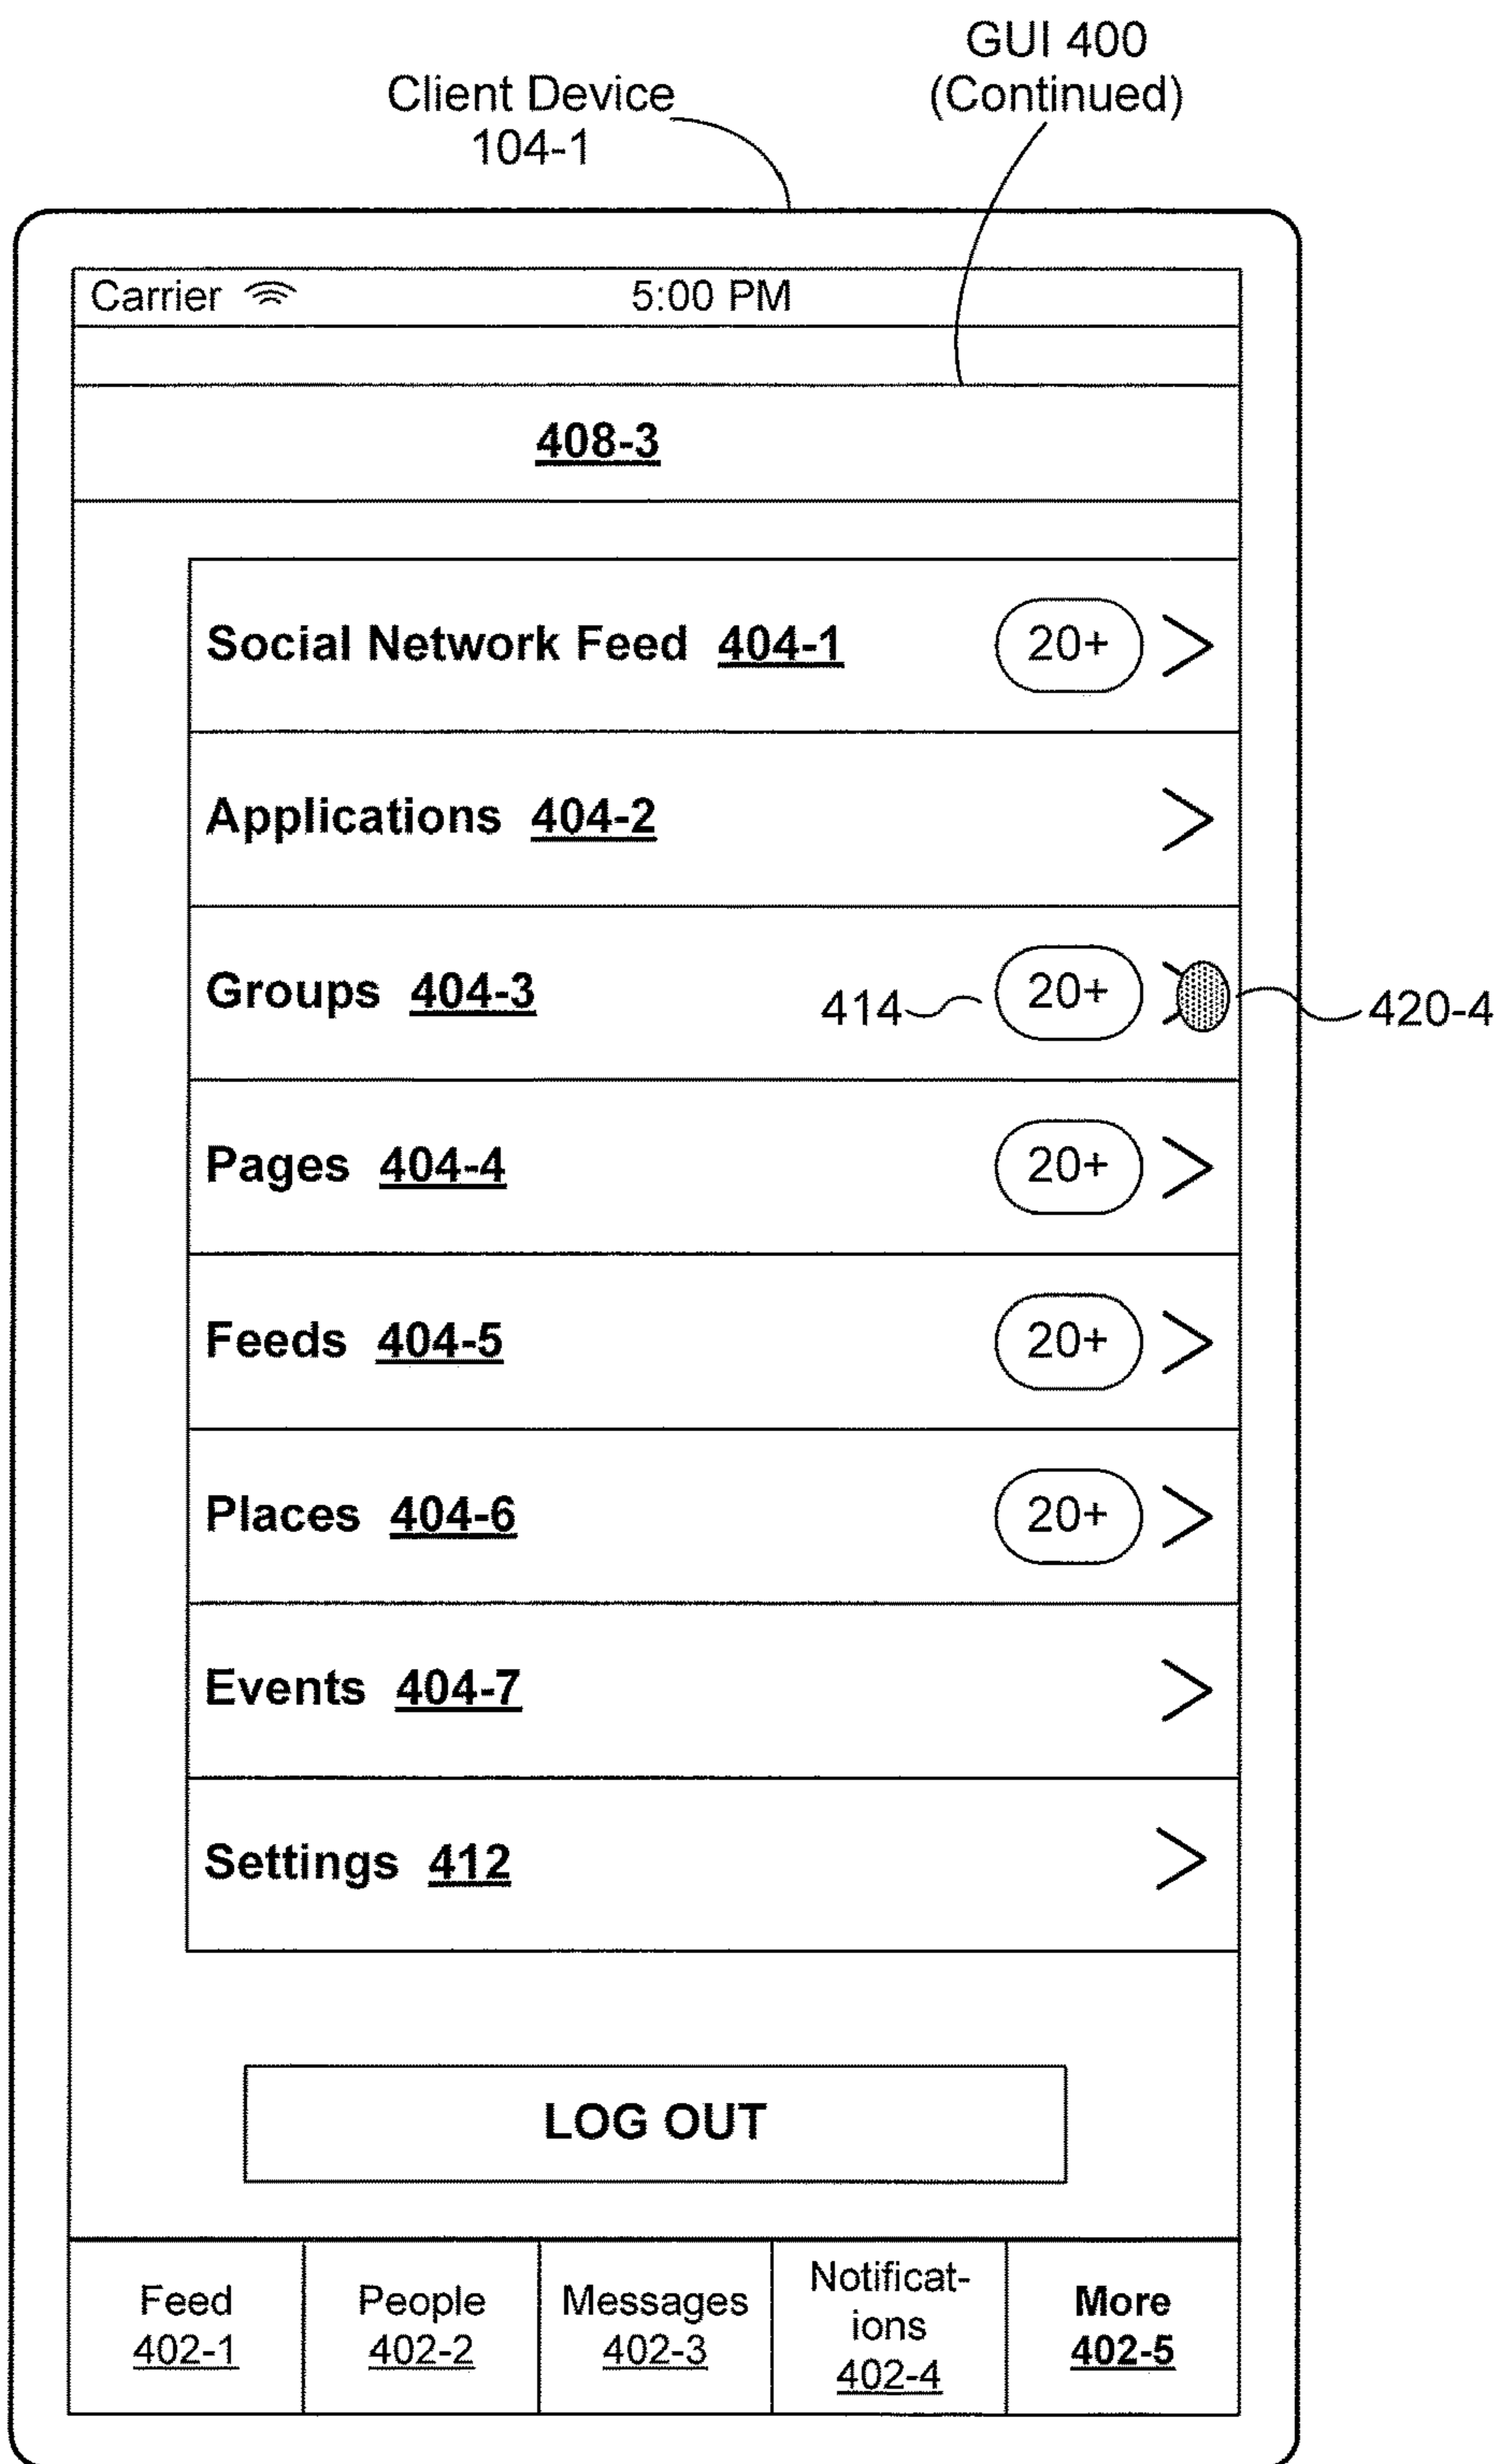 GUI 400
(Continued)
Client Device
104-1
Carrier 5:00 PM
408-3
Social Network Feed 404-1 20+
Applications 404-2
Groups 404-3 414 20+ 420-4
Pages 404-4 20+
Feeds 404-5 20+
Places 404-6 20+
Events 404-7
Settings 412
LOG OUT
Feed
402-1
People
402-2
Messages
402-3
Notificat-
ions
402-4
More
402-5